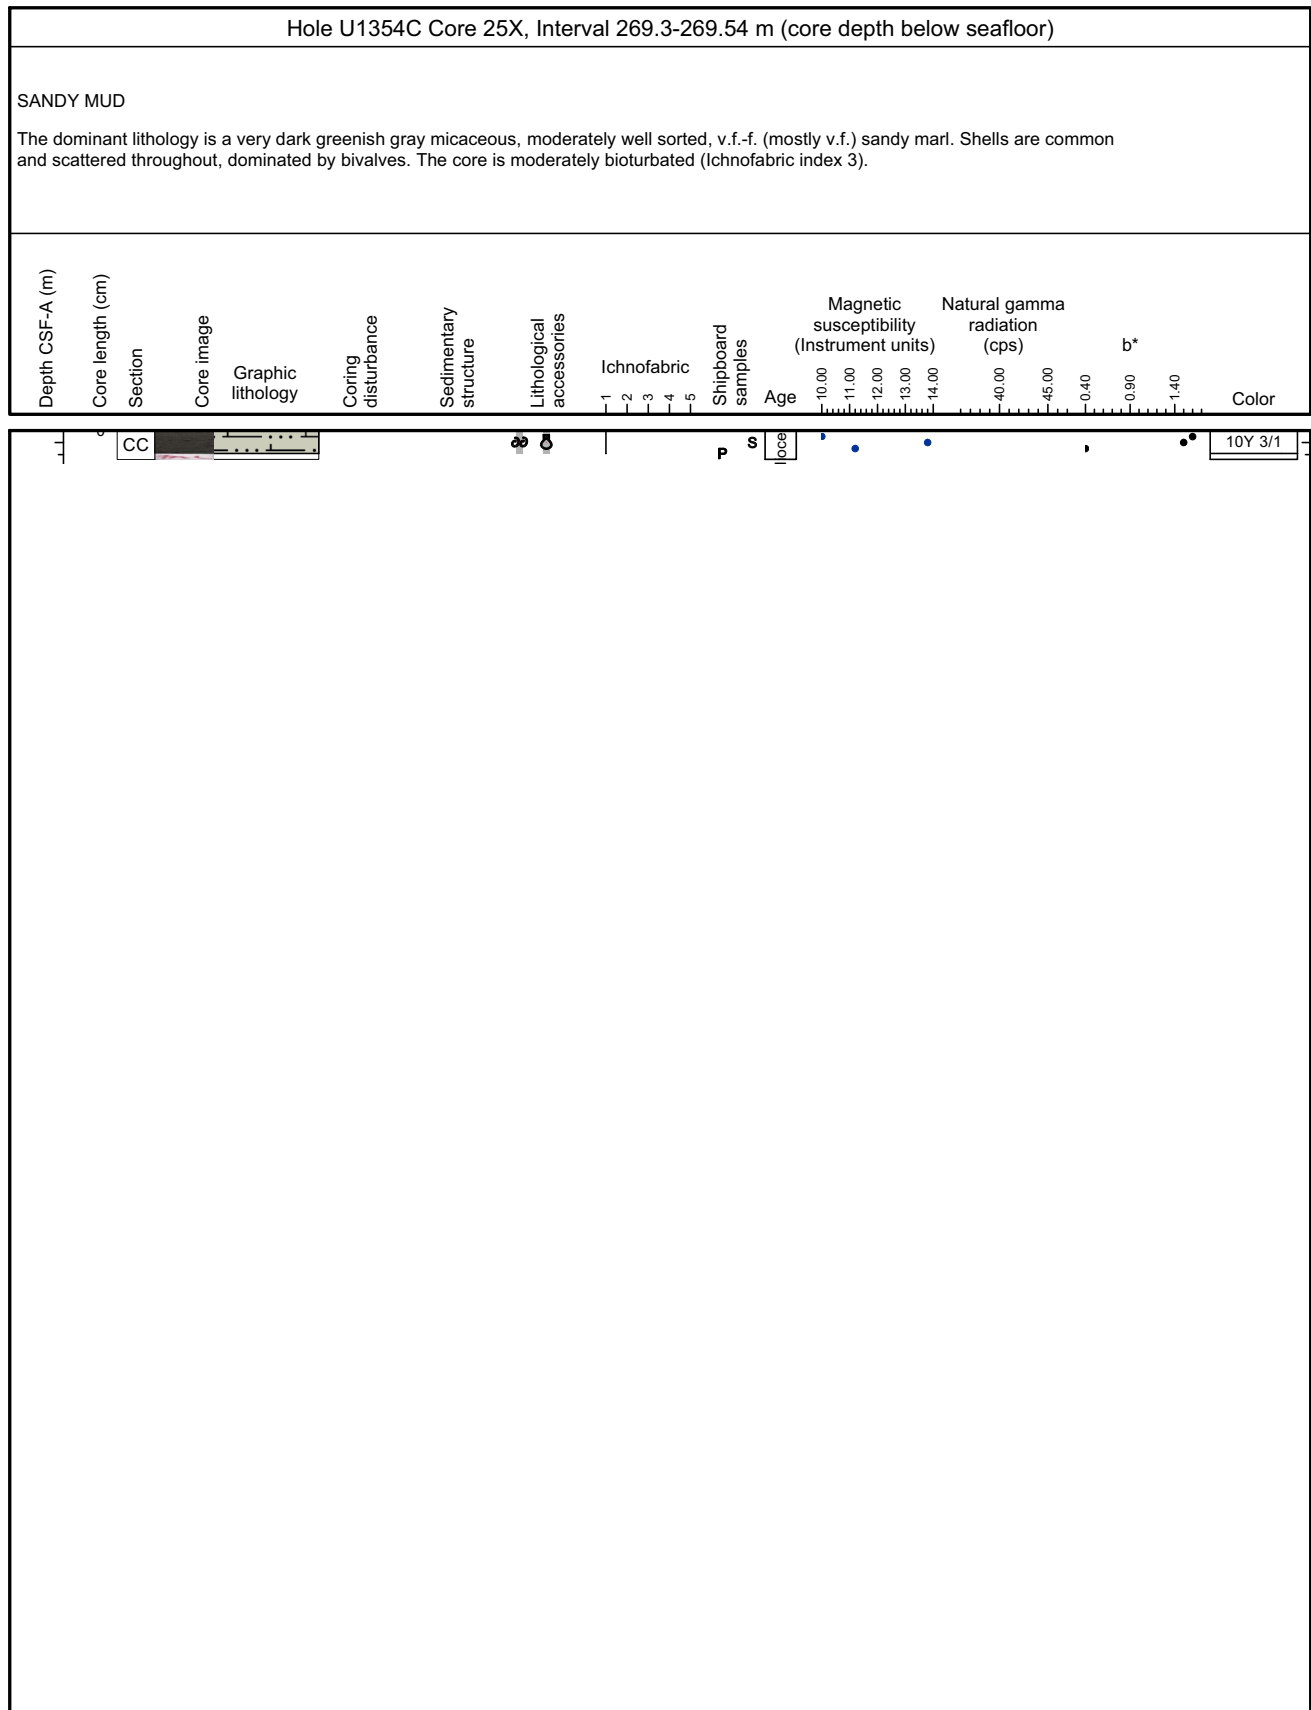 Hole U1354C Core 25X, Interval 269.3-269.54 m (core depth below seafloor)
SANDY MUD
The dominant lithology is a very dark greenish gray micaceous, moderately well sorted, v.f.-f. (mostly v.f.) sandy marl. Shells are common
and scattered throughout, dominated by bivalves. The core is moderately bioturbated (Ichnofabric index 3).
Depth CSF-A (m)
Core length (cm)
Section
Core image
Graphic
lithology
Coring
disturbance
Sedimentary
structure
Lithological
accessories
Ichnofabric
1 2 3 4 5
Shipboard
samples
Age
Magnetic
susceptibility
(Instrument units)
10.00 11.00 12.00 13.00 14.00
Natural gamma
radiation
(cps)
40.00 45.00
b*
0.40 0.90 1.40
Color
CC
P
S
10Y 3/1